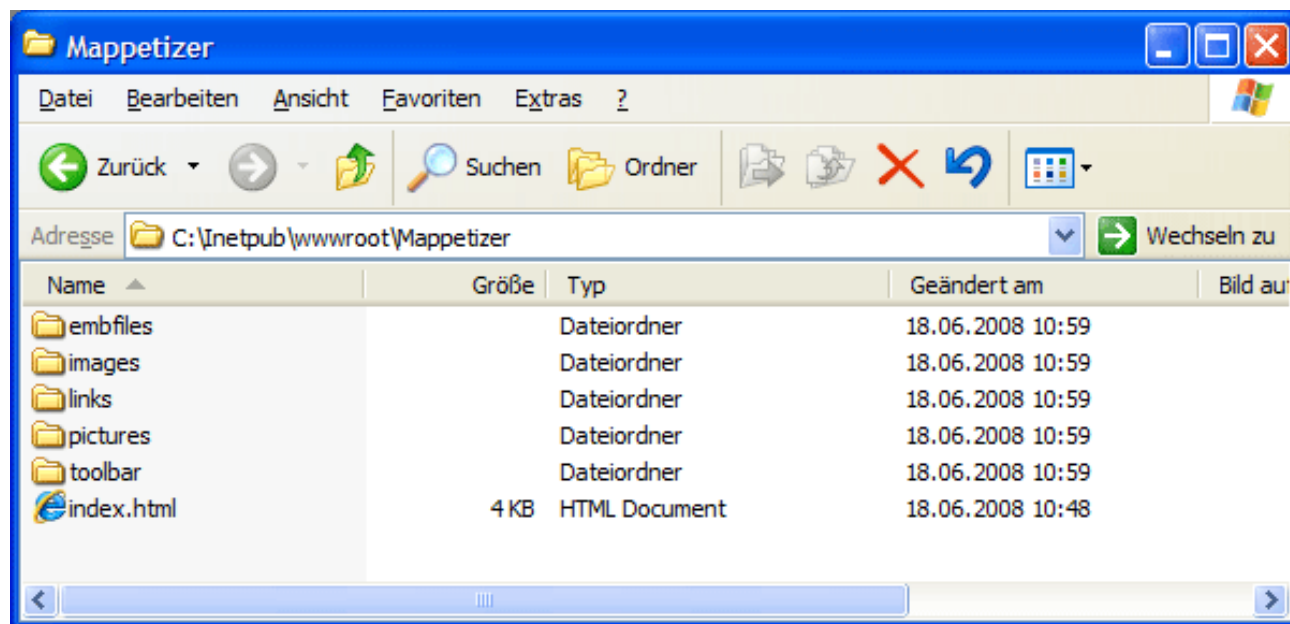 Mappetizer
Datei Bearbeiten Ansicht Favoriten Extras ?
Zurück Suchen Ordner
Adresse C:\Inetpub\wwwroot\Mappetizer Wechseln zu
Name Größe Typ Geändert am Bild au
embfiles Dateiordner 18.06.2008 10:59
images Dateiordner 18.06.2008 10:59
links Dateiordner 18.06.2008 10:59
pictures Dateiordner 18.06.2008 10:59
toolbar Dateiordner 18.06.2008 10:59
index.html 4 KB HTML Document 18.06.2008 10:48